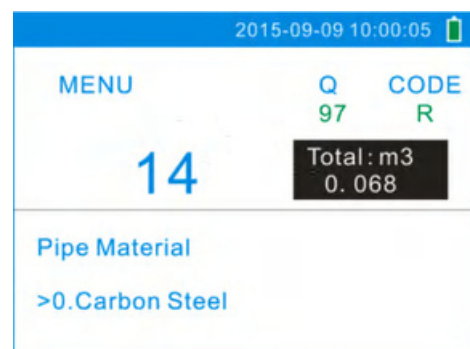 2015-09-09 10:00:05
MENU
Q CODE
97 R
14
Total: m3
0. 068
Pipe Material
>0.Carbon Steel